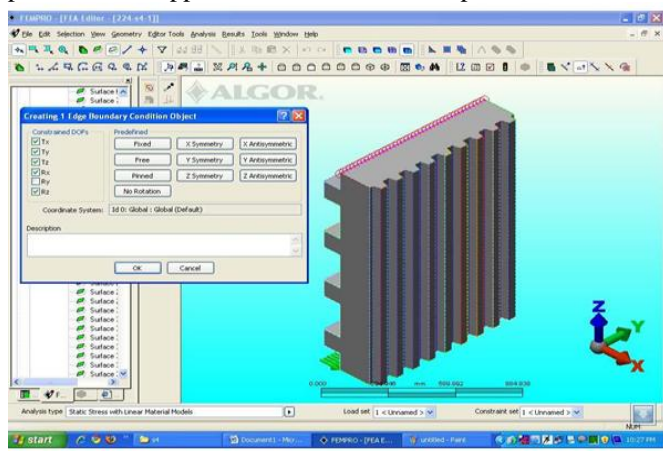 FEMPRO - [FEA Editor - [224 s4-1]]
File Edit Selection View Geometry Egitor Tools Analysis Results Tools Window Help
ALGOR.
Surface
Surface
Creating 1 Edge Boundary Condition Object
Constrained DOFs
Predefined
Tx
Ty
Tz
Rx
Ry
Rz
Fixed
X Symmetry
X Antisymmetric
Free
Y Symmetry
Y Antisymmetric
Pinned
Z Symmetry
Z Antisymmetric
No Rotation
Coordinate System:
Id 0: Global : Global (Default)
Description
OK
Cancel
Surface
Surface
Surface
Surface
Surface
Surface
Surface
Surface
Z
Y
X
0.000
mm
Analysis type
Static Stress with Linear Material Models
Load set
1 < Unnamed >
Constraint set
1 < Unnamed >
NUM
start
s4
Document1 - Micr...
FEMPRO - [FEA E...
untitled - Paint
10:27 PM